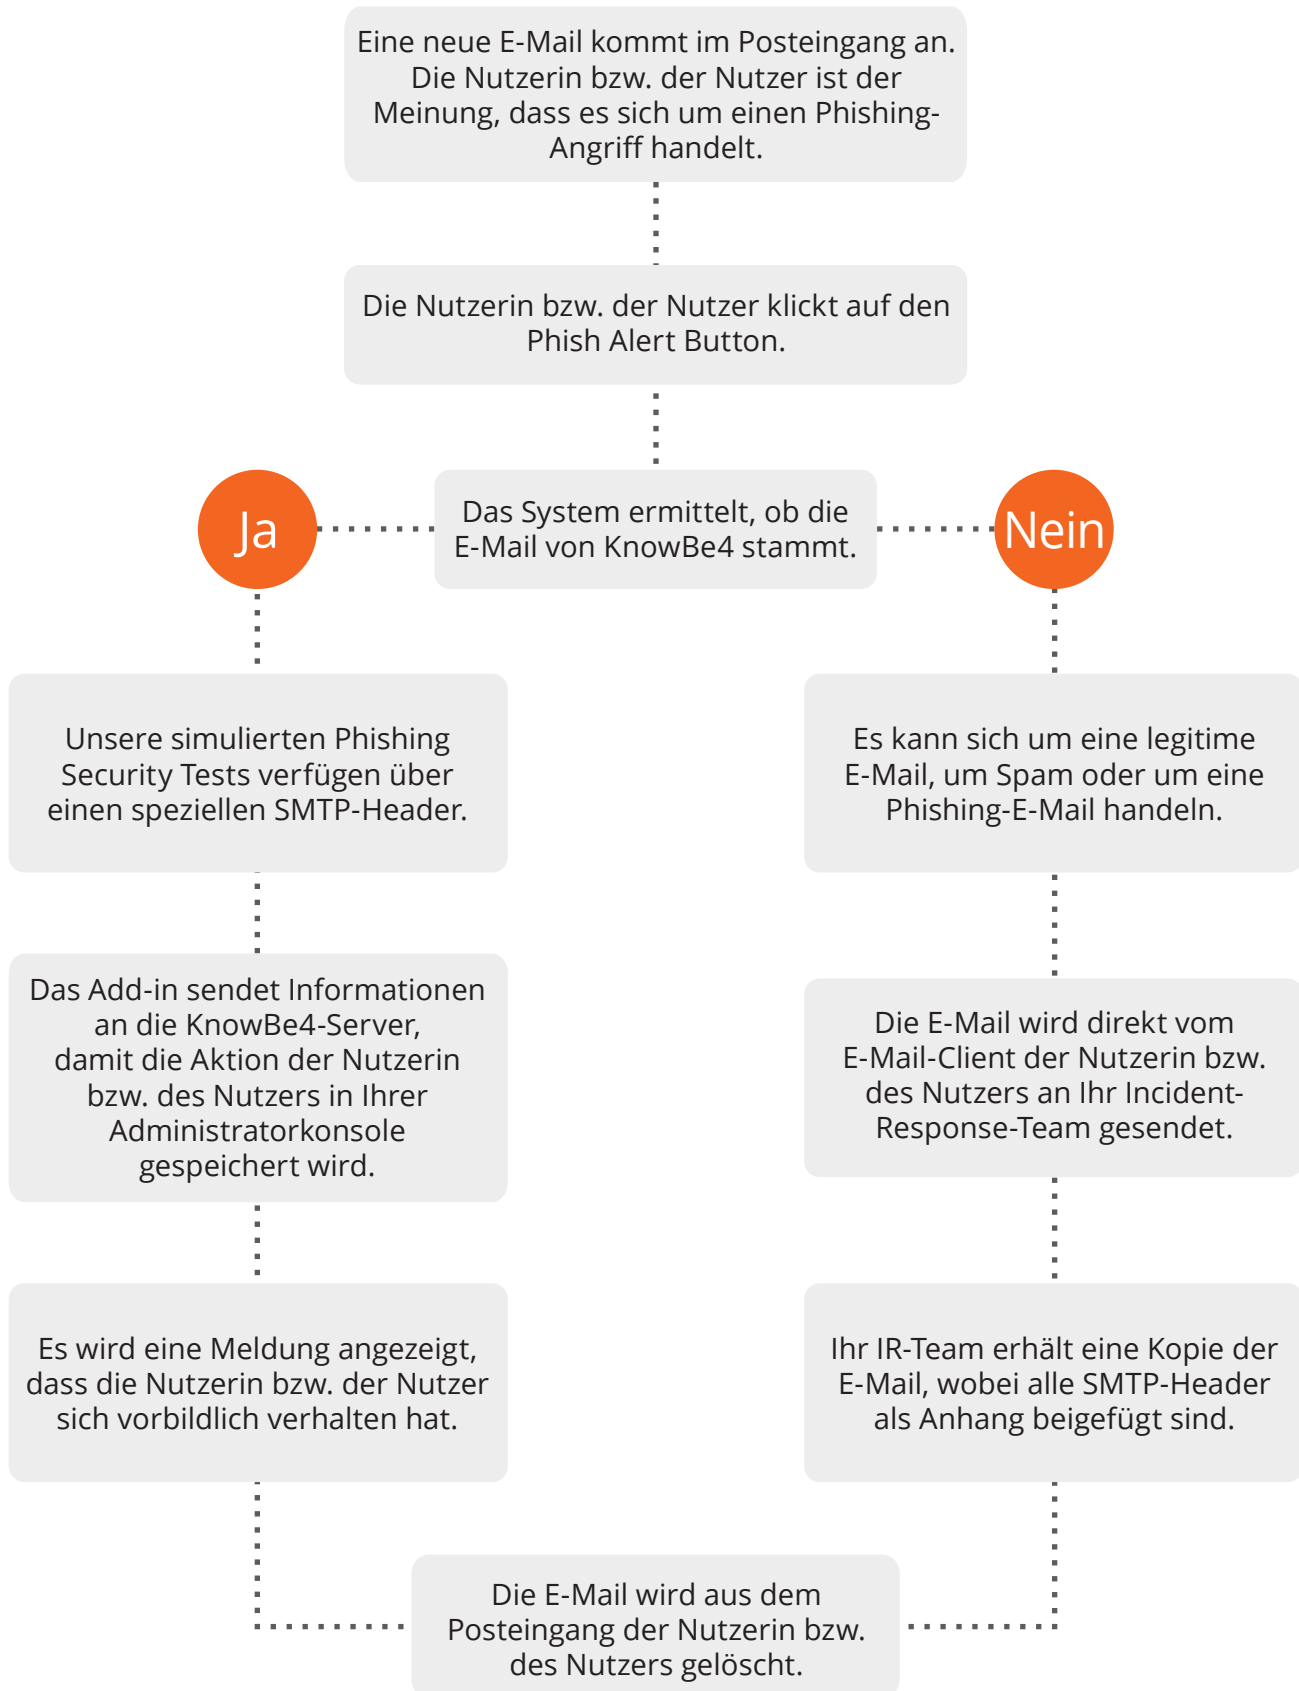 Eine neue E-Mail kommt im Posteingang an.
Die Nutzerin bzw. der Nutzer ist der
Meinung, dass es sich um einen Phishing-
Angriff handelt.
Die Nutzerin bzw. der Nutzer klickt auf den
Phish Alert Button.
Das System ermittelt, ob die
E-Mail von KnowBe4 stammt.
Ja
Unsere simulierten Phishing
Security Tests verfügen über
einen speziellen SMTP-Header.
Das Add-in sendet Informationen
an die KnowBe4-Server,
damit die Aktion der Nutzerin
bzw. des Nutzers in Ihrer
Administratorkonsole
gespeichert wird.
Es wird eine Meldung angezeigt,
dass die Nutzerin bzw. der Nutzer
sich vorbildlich verhalten hat.
Nein
Es kann sich um eine legitime
E-Mail, um Spam oder um eine
Phishing-E-Mail handeln.
Die E-Mail wird direkt vom
E-Mail-Client der Nutzerin bzw.
des Nutzers an Ihr Incident-
Response-Team gesendet.
Ihr IR-Team erhält eine Kopie der
E-Mail, wobei alle SMTP-Header
als Anhang beigefügt sind.
Die E-Mail wird aus dem
Posteingang der Nutzerin bzw.
des Nutzers gelöscht.